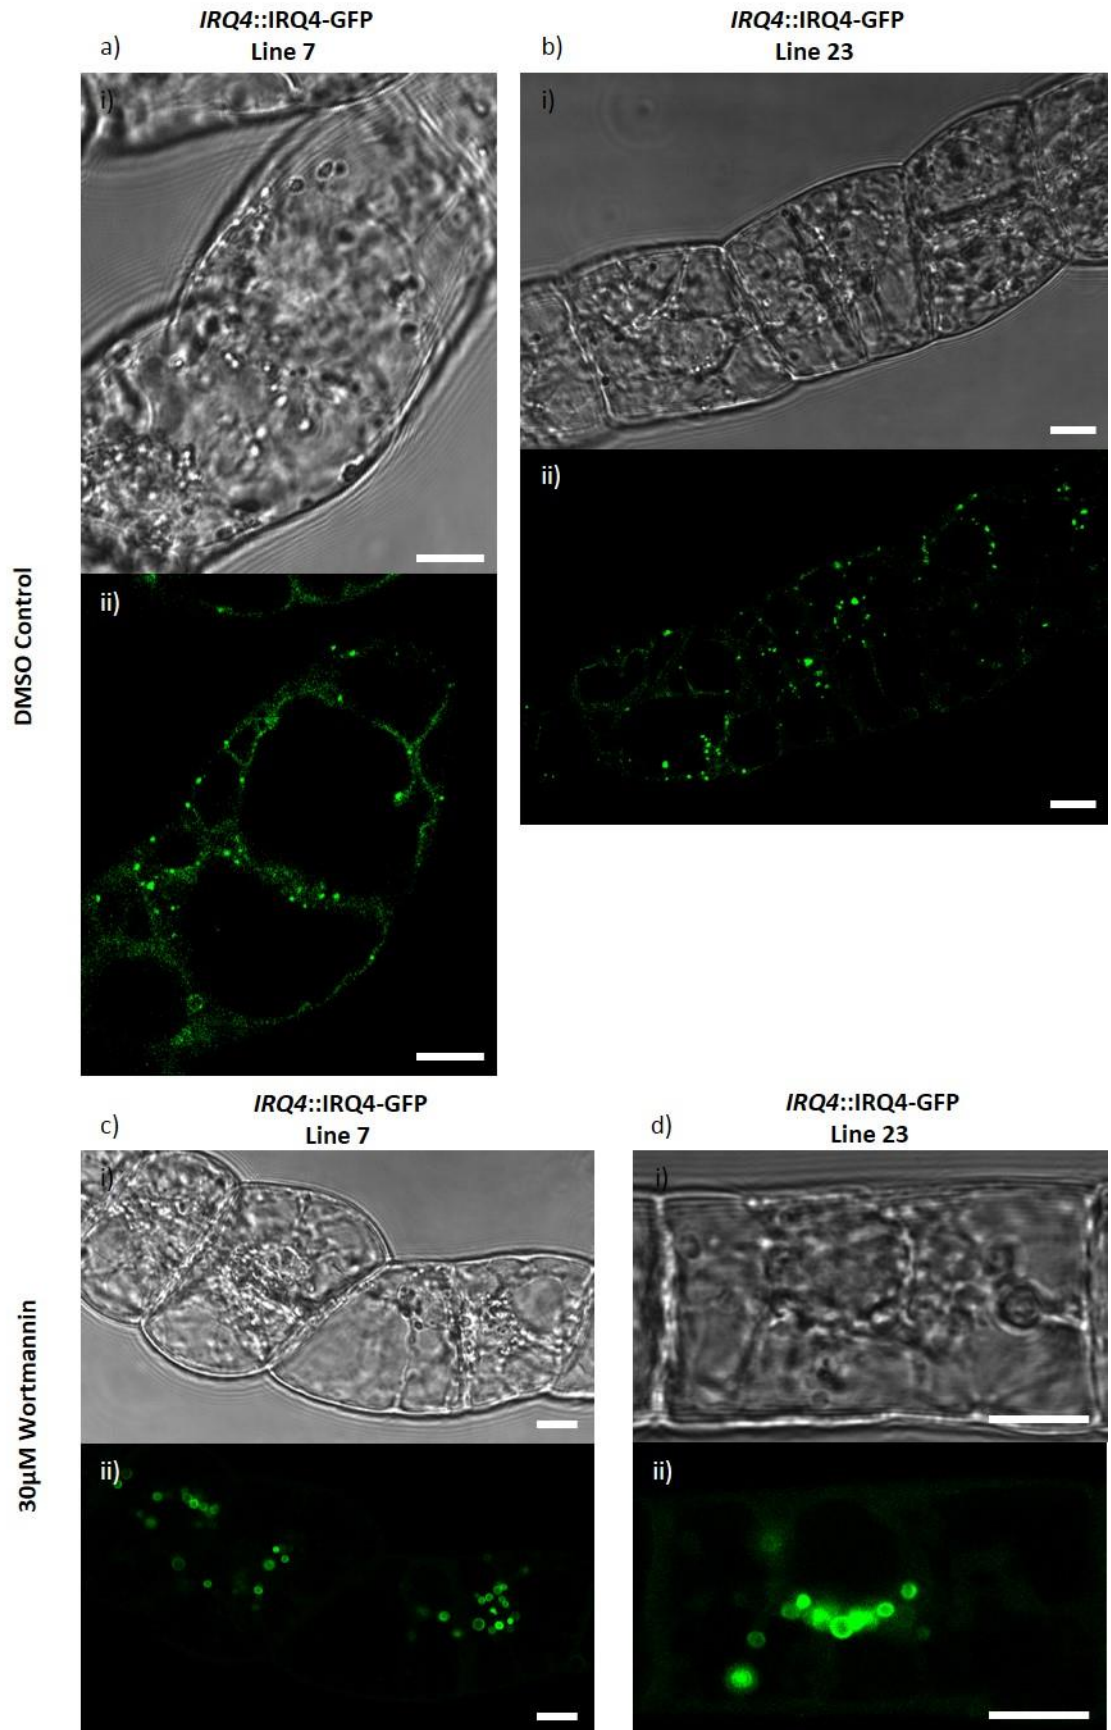 IRQ4::IRQ4-GFP
Line 7
a)
IRQ4::IRQ4-GFP
Line 23
b)
i)
i)
ii)
ii)
DMSO Control
IRQ4::IRQ4-GFP
Line 7
c)
IRQ4::IRQ4-GFP
Line 23
d)
i)
i)
ii)
ii)
30µM Wortmannin